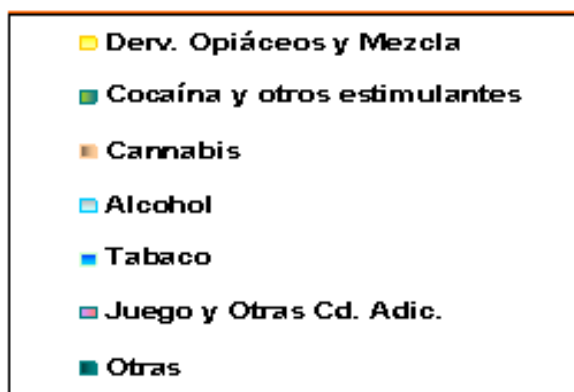 Derv. Opiáceos y Mezcla
Cocaína y otros estimulantes
Cannabis
Alcohol
Tabaco
Juego y Otras Cd. Adic.
Otras